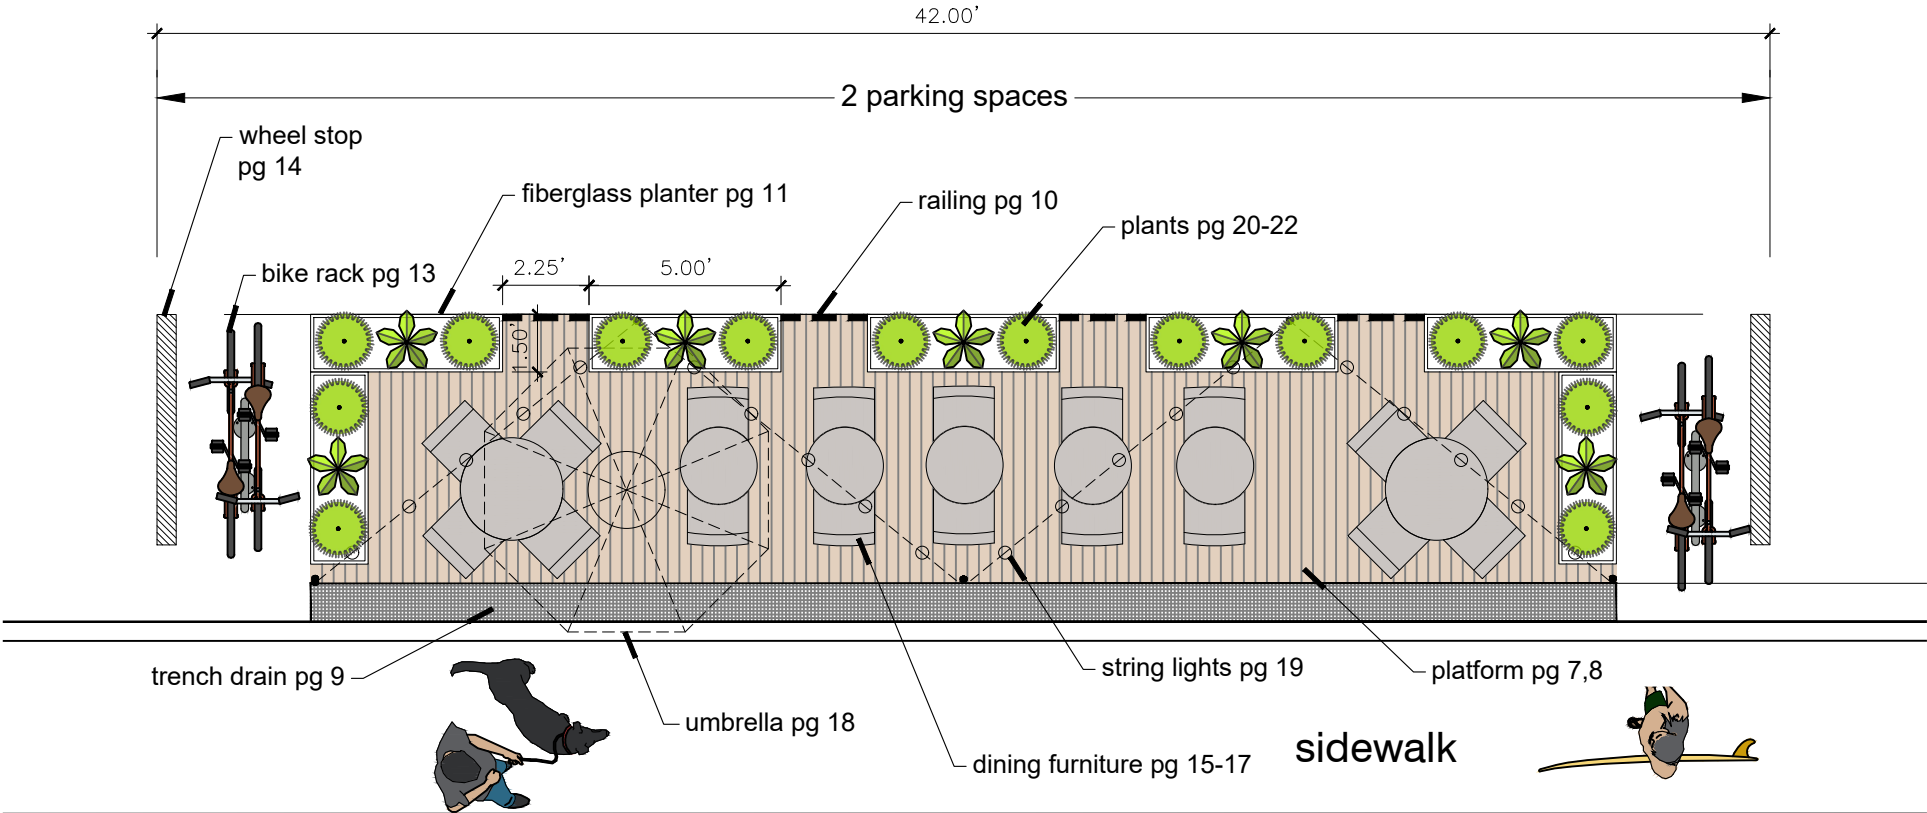 42.00'
2 parking spaces
wheel stop
pg 14
fiberglass planter pg 11
railing pg 10
plants pg 20-22
bike rack pg 13
2.25'
5.00'
1.50'
trench drain pg 9
string lights pg 19
platform pg 7,8
umbrella pg 18
dining furniture pg 15-17
sidewalk